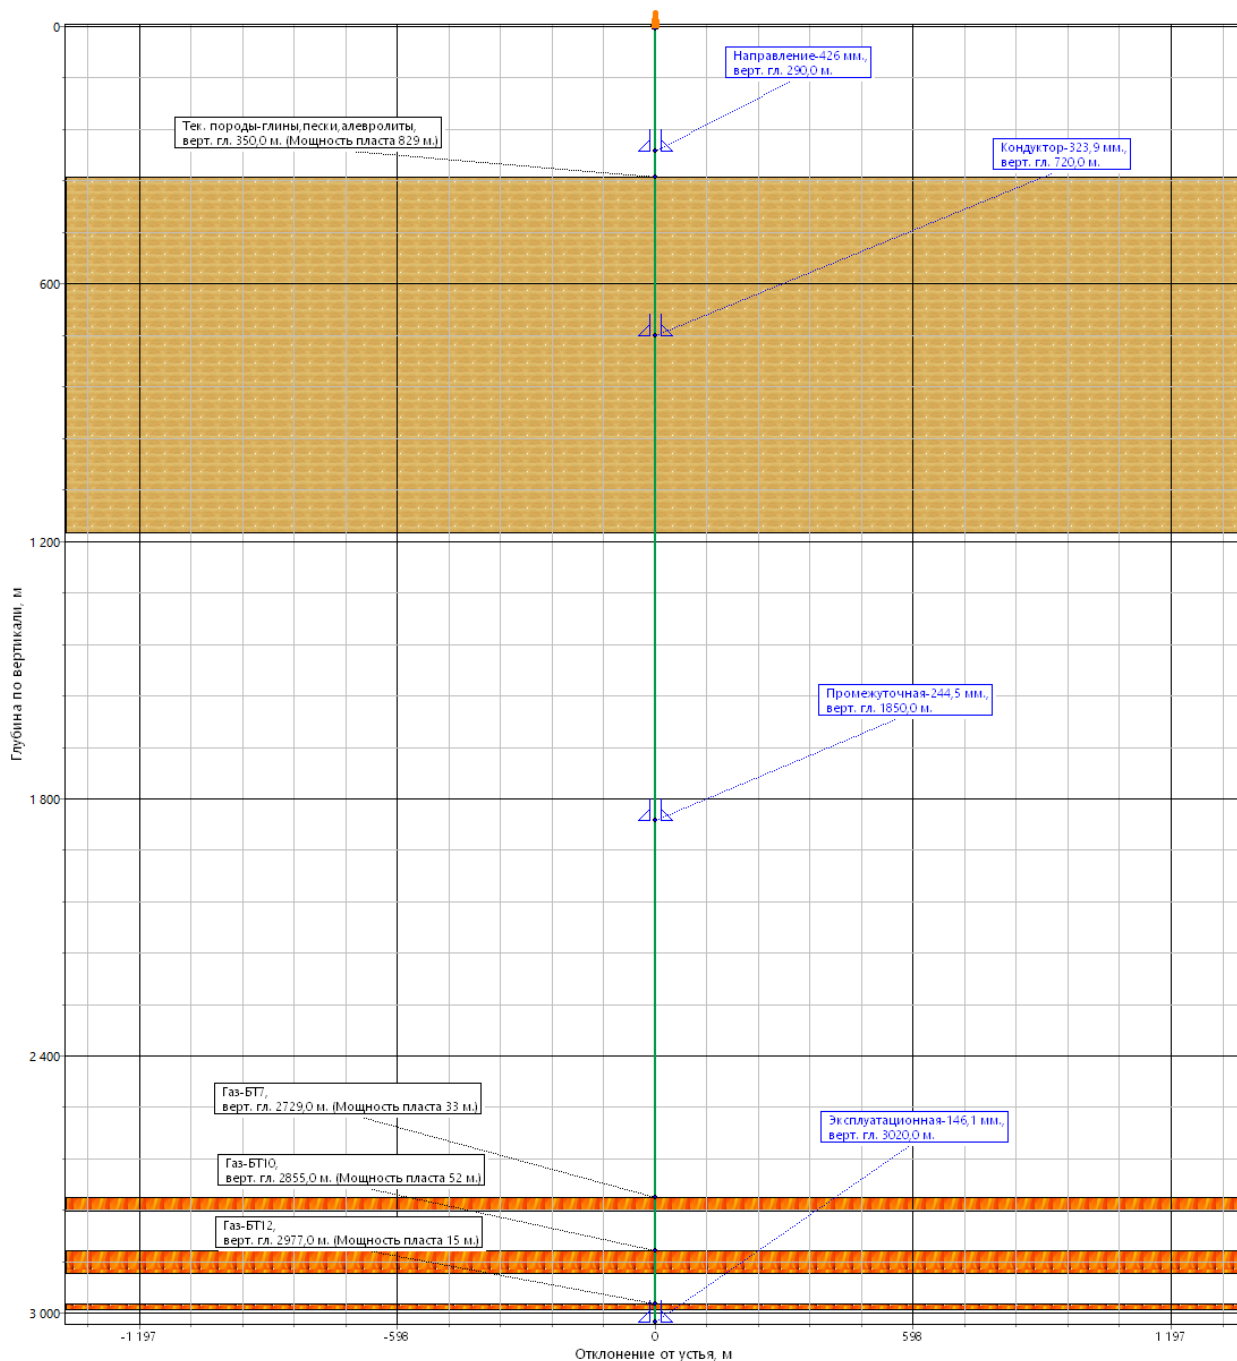 0
Направление-426 мм.,
верт. гл. 290,0 м.
Тек. породы-глины,пески,алевролиты,
верт. гл. 350,0 м. (Мощность пласта 829 м.)
Кондуктор-323,9 мм.,
верт. гл. 720,0 м.
600
1 200
Глубина по вертикали, м
Промежуточная-244,5 мм.,
верт. гл. 1850,0 м.
1 800
2 400
Газ-БТ7,
верт. гл. 2729,0 м. (Мощность пласта 33 м.)
Эксплуатационная-146,1 мм.,
верт. гл. 3020,0 м.
Газ-БТ10,
верт. гл. 2855,0 м. (Мощность пласта 52 м.)
Газ-БТ12,
верт. гл. 2977,0 м. (Мощность пласта 15 м.)
3 000
-1 197
-598
0
598
1 197
Отклонение от устья, м